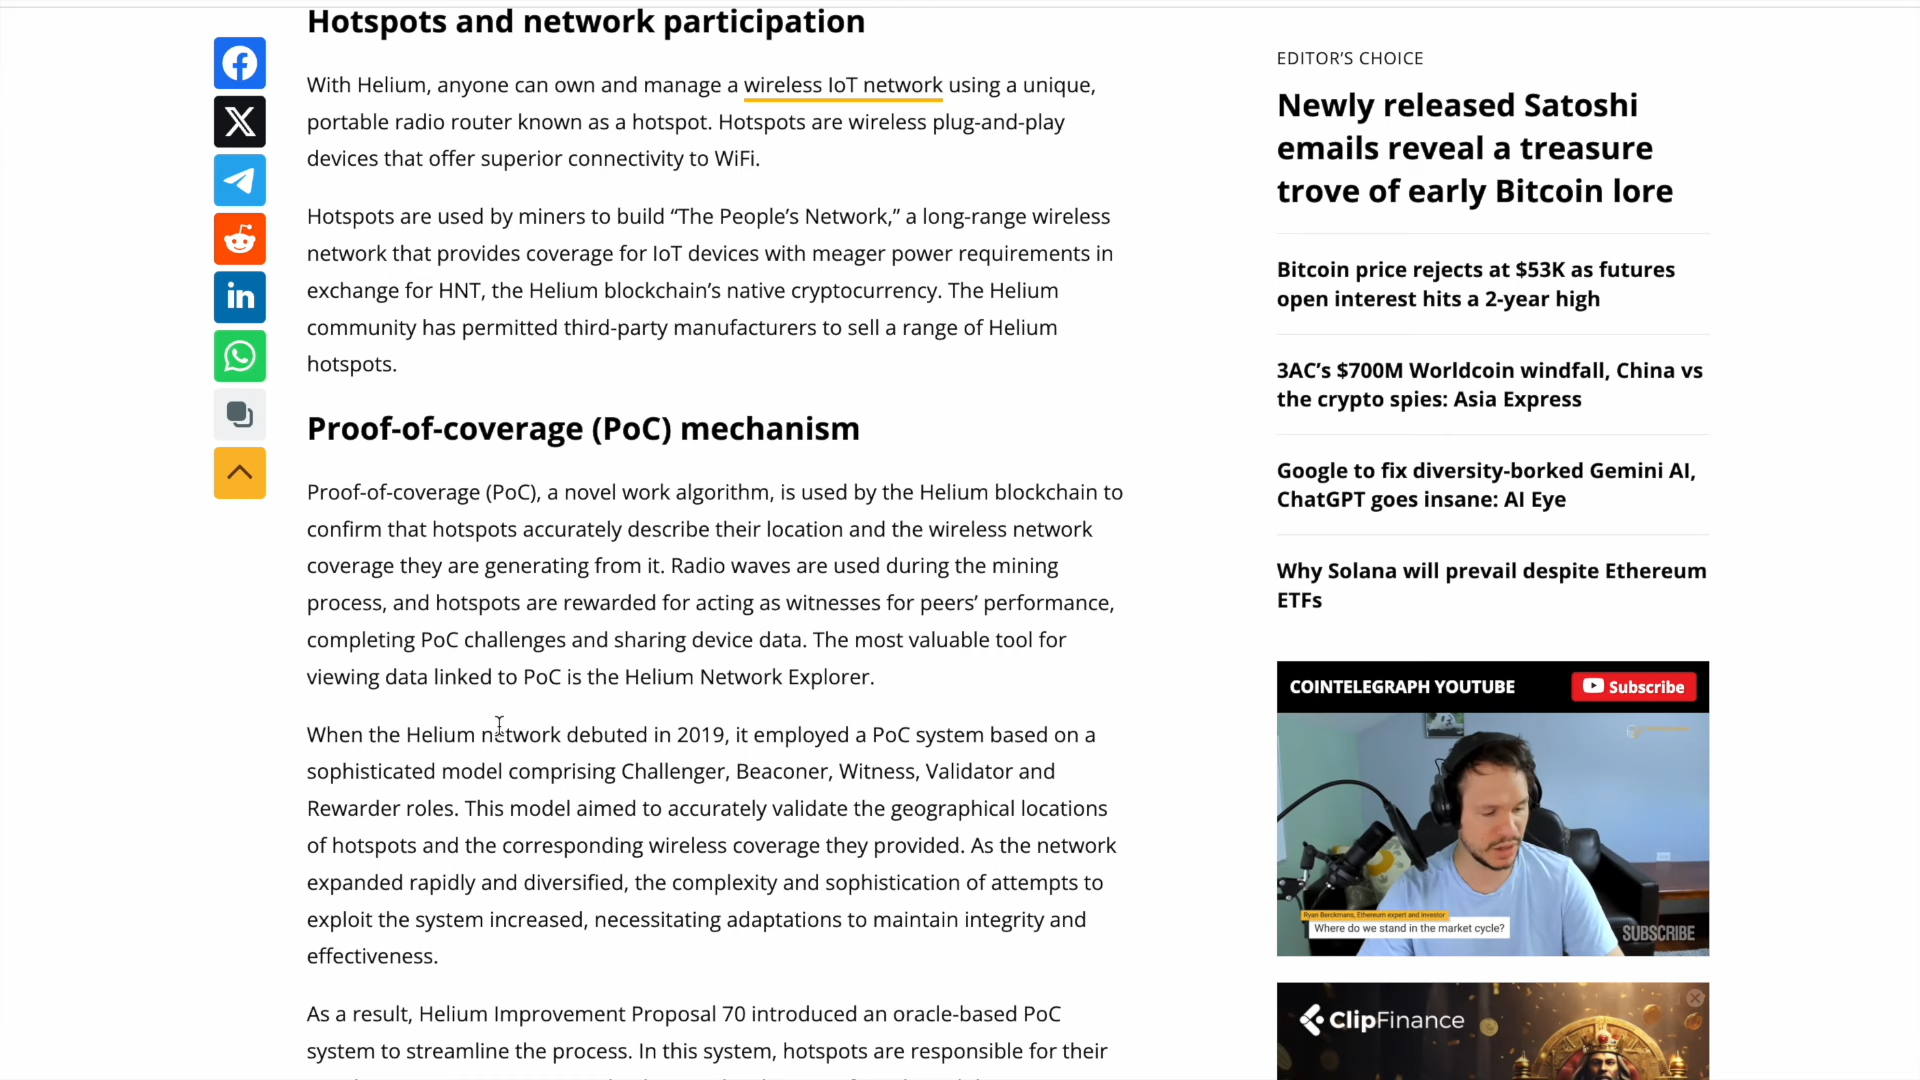 Hotspots and network participation
With Helium, anyone can own and manage a wireless IoT network using a unique,
portable radio router known as a hotspot. Hotspots are wireless plug-and-play
devices that offer superior connectivity to WiFi.
Hotspots are used by miners to build “The People’s Network,” a long-range wireless
network that provides coverage for IoT devices with meager power requirements in
exchange for HNT, the Helium blockchain’s native cryptocurrency. The Helium
community has permitted third-party manufacturers to sell a range of Helium
hotspots.
Proof-of-coverage (PoC) mechanism
Proof-of-coverage (PoC), a novel work algorithm, is used by the Helium blockchain to
confirm that hotspots accurately describe their location and the wireless network
coverage they are generating from it. Radio waves are used during the mining
process, and hotspots are rewarded for acting as witnesses for peers’ performance,
completing PoC challenges and sharing device data. The most valuable tool for
viewing data linked to PoC is the Helium Network Explorer.
When the Helium network debuted in 2019, it employed a PoC system based on a
sophisticated model comprising Challenger, Beaconer, Witness, Validator and
Rewarder roles. This model aimed to accurately validate the geographical locations
of hotspots and the corresponding wireless coverage they provided. As the network
expanded rapidly and diversified, the complexity and sophistication of attempts to
exploit the system increased, necessitating adaptations to maintain integrity and
effectiveness.
As a result, Helium Improvement Proposal 70 introduced an oracle-based PoC
system to streamline the process. In this system, hotspots are responsible for their
EDITOR’S CHOICE
Newly released Satoshi
emails reveal a treasure
trove of early Bitcoin lore
Bitcoin price rejects at $53K as futures
open interest hits a 2-year high
3AC’s $700M Worldcoin windfall, China vs
the crypto spies: Asia Express
Google to fix diversity-borked Gemini AI,
ChatGPT goes insane: AI Eye
Why Solana will prevail despite Ethereum
ETFs
COINTELEGRAPH YOUTUBE
Subscribe
Ryan Berckmans, Ethereum expert and investor
Where do we stand in the market cycle?
SUBSCRIBE
ClipFinance